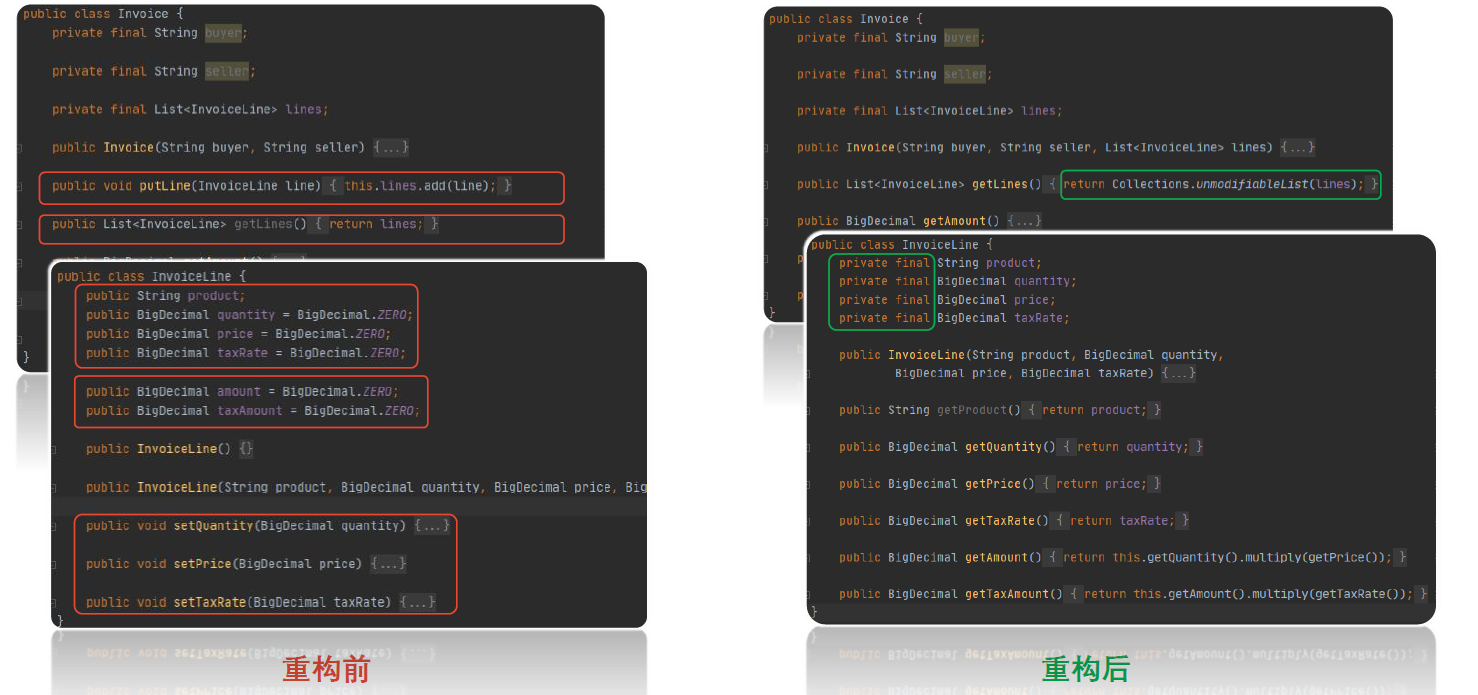 public class Invoice {
private final String buyer;
private final String seller;
private final List<InvoiceLine> lines;
public Invoice(String buyer, String seller) {...}
public void putLine(InvoiceLine line) { this.lines.add(line); }
public List<InvoiceLine> getLines() { return lines; }
}
public class InvoiceLine {
public String product;
public BigDecimal quantity = BigDecimal.ZERO;
public BigDecimal price = BigDecimal.ZERO;
public BigDecimal taxRate = BigDecimal.ZERO;
public BigDecimal amount = BigDecimal.ZERO;
public BigDecimal taxAmount = BigDecimal.ZERO;
public InvoiceLine() {}
public InvoiceLine(String product, BigDecimal quantity, BigDecimal price, Big
public void setQuantity(BigDecimal quantity) {...}
public void setPrice(BigDecimal price) {...}
public void setTaxRate(BigDecimal taxRate) {...}
}
重构前
public class Invoice {
private final String buyer;
private final String seller;
private final List<InvoiceLine> lines;
public Invoice(String buyer, String seller, List<InvoiceLine> lines) {...}
public List<InvoiceLine> getLines() { return Collections.unmodifiableList(lines); }
public BigDecimal getAmount() {...}
}
public class InvoiceLine {
private final String product;
private final BigDecimal quantity;
private final BigDecimal price;
private final BigDecimal taxRate;
public InvoiceLine(String product, BigDecimal quantity,
BigDecimal price, BigDecimal taxRate) {...}
public String getProduct() { return product; }
public BigDecimal getQuantity() { return quantity; }
public BigDecimal getPrice() { return price; }
public BigDecimal getTaxRate() { return taxRate; }
public BigDecimal getAmount() { return this.getQuantity().multiply(getPrice()); }
public BigDecimal getTaxAmount() { return this.getAmount().multiply(getTaxRate()); }
}
重构后